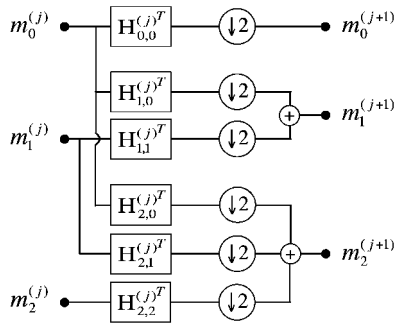 m_0^{(j)} H_{0,0}^{(j)^T} ↓2 m_0^{(j+1)}
H_{1,0}^{(j)^T} ↓2
+ m_1^{(j+1)}
m_1^{(j)} H_{1,1}^{(j)^T} ↓2
H_{2,0}^{(j)^T} ↓2
H_{2,1}^{(j)^T} ↓2 + m_2^{(j+1)}
m_2^{(j)} H_{2,2}^{(j)^T} ↓2